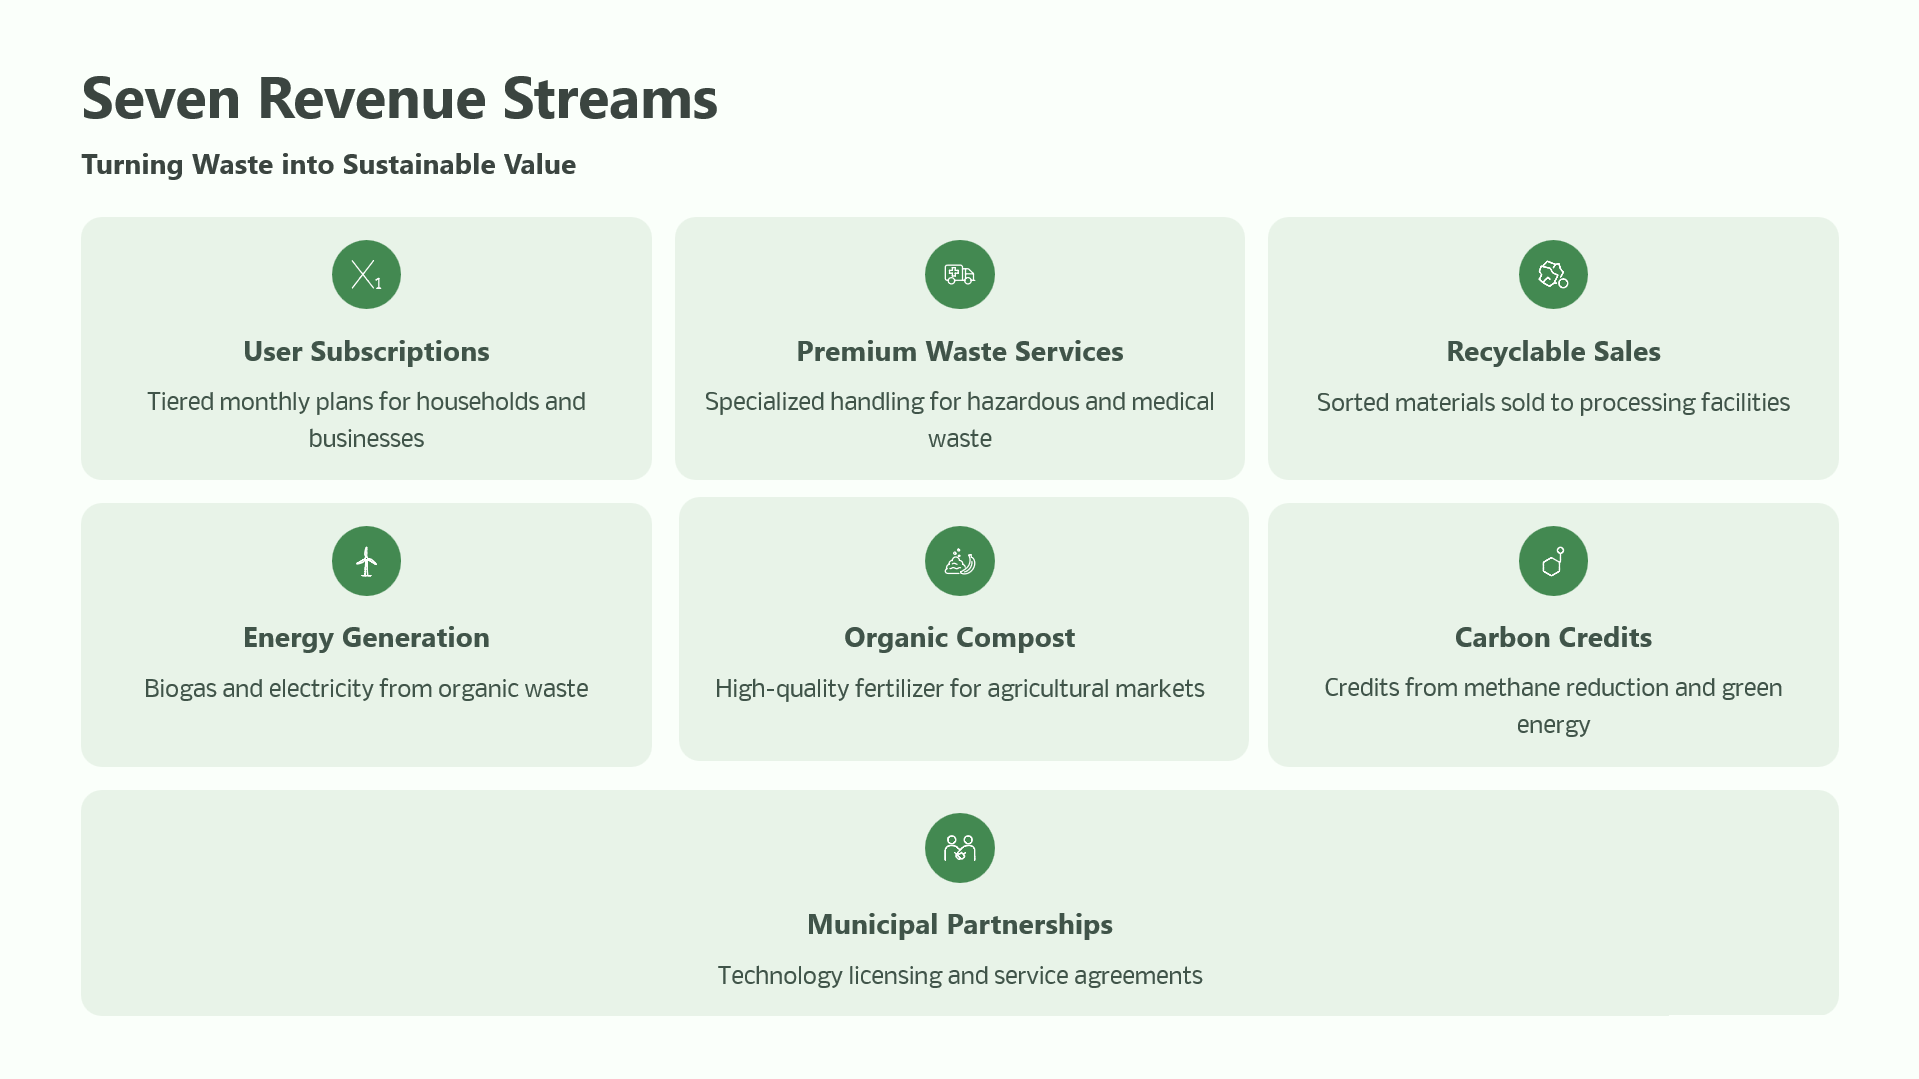 Seven Revenue Streams
Turning Waste into Sustainable Value
X1
User Subscriptions
Tiered monthly plans for households and
businesses
Premium Waste Services
Specialized handling for hazardous and medical
waste
Recyclable Sales
Sorted materials sold to processing facilities
Energy Generation
Biogas and electricity from organic waste
Organic Compost
High-quality fertilizer for agricultural markets
Carbon Credits
Credits from methane reduction and green
energy
Municipal Partnerships
Technology licensing and service agreements